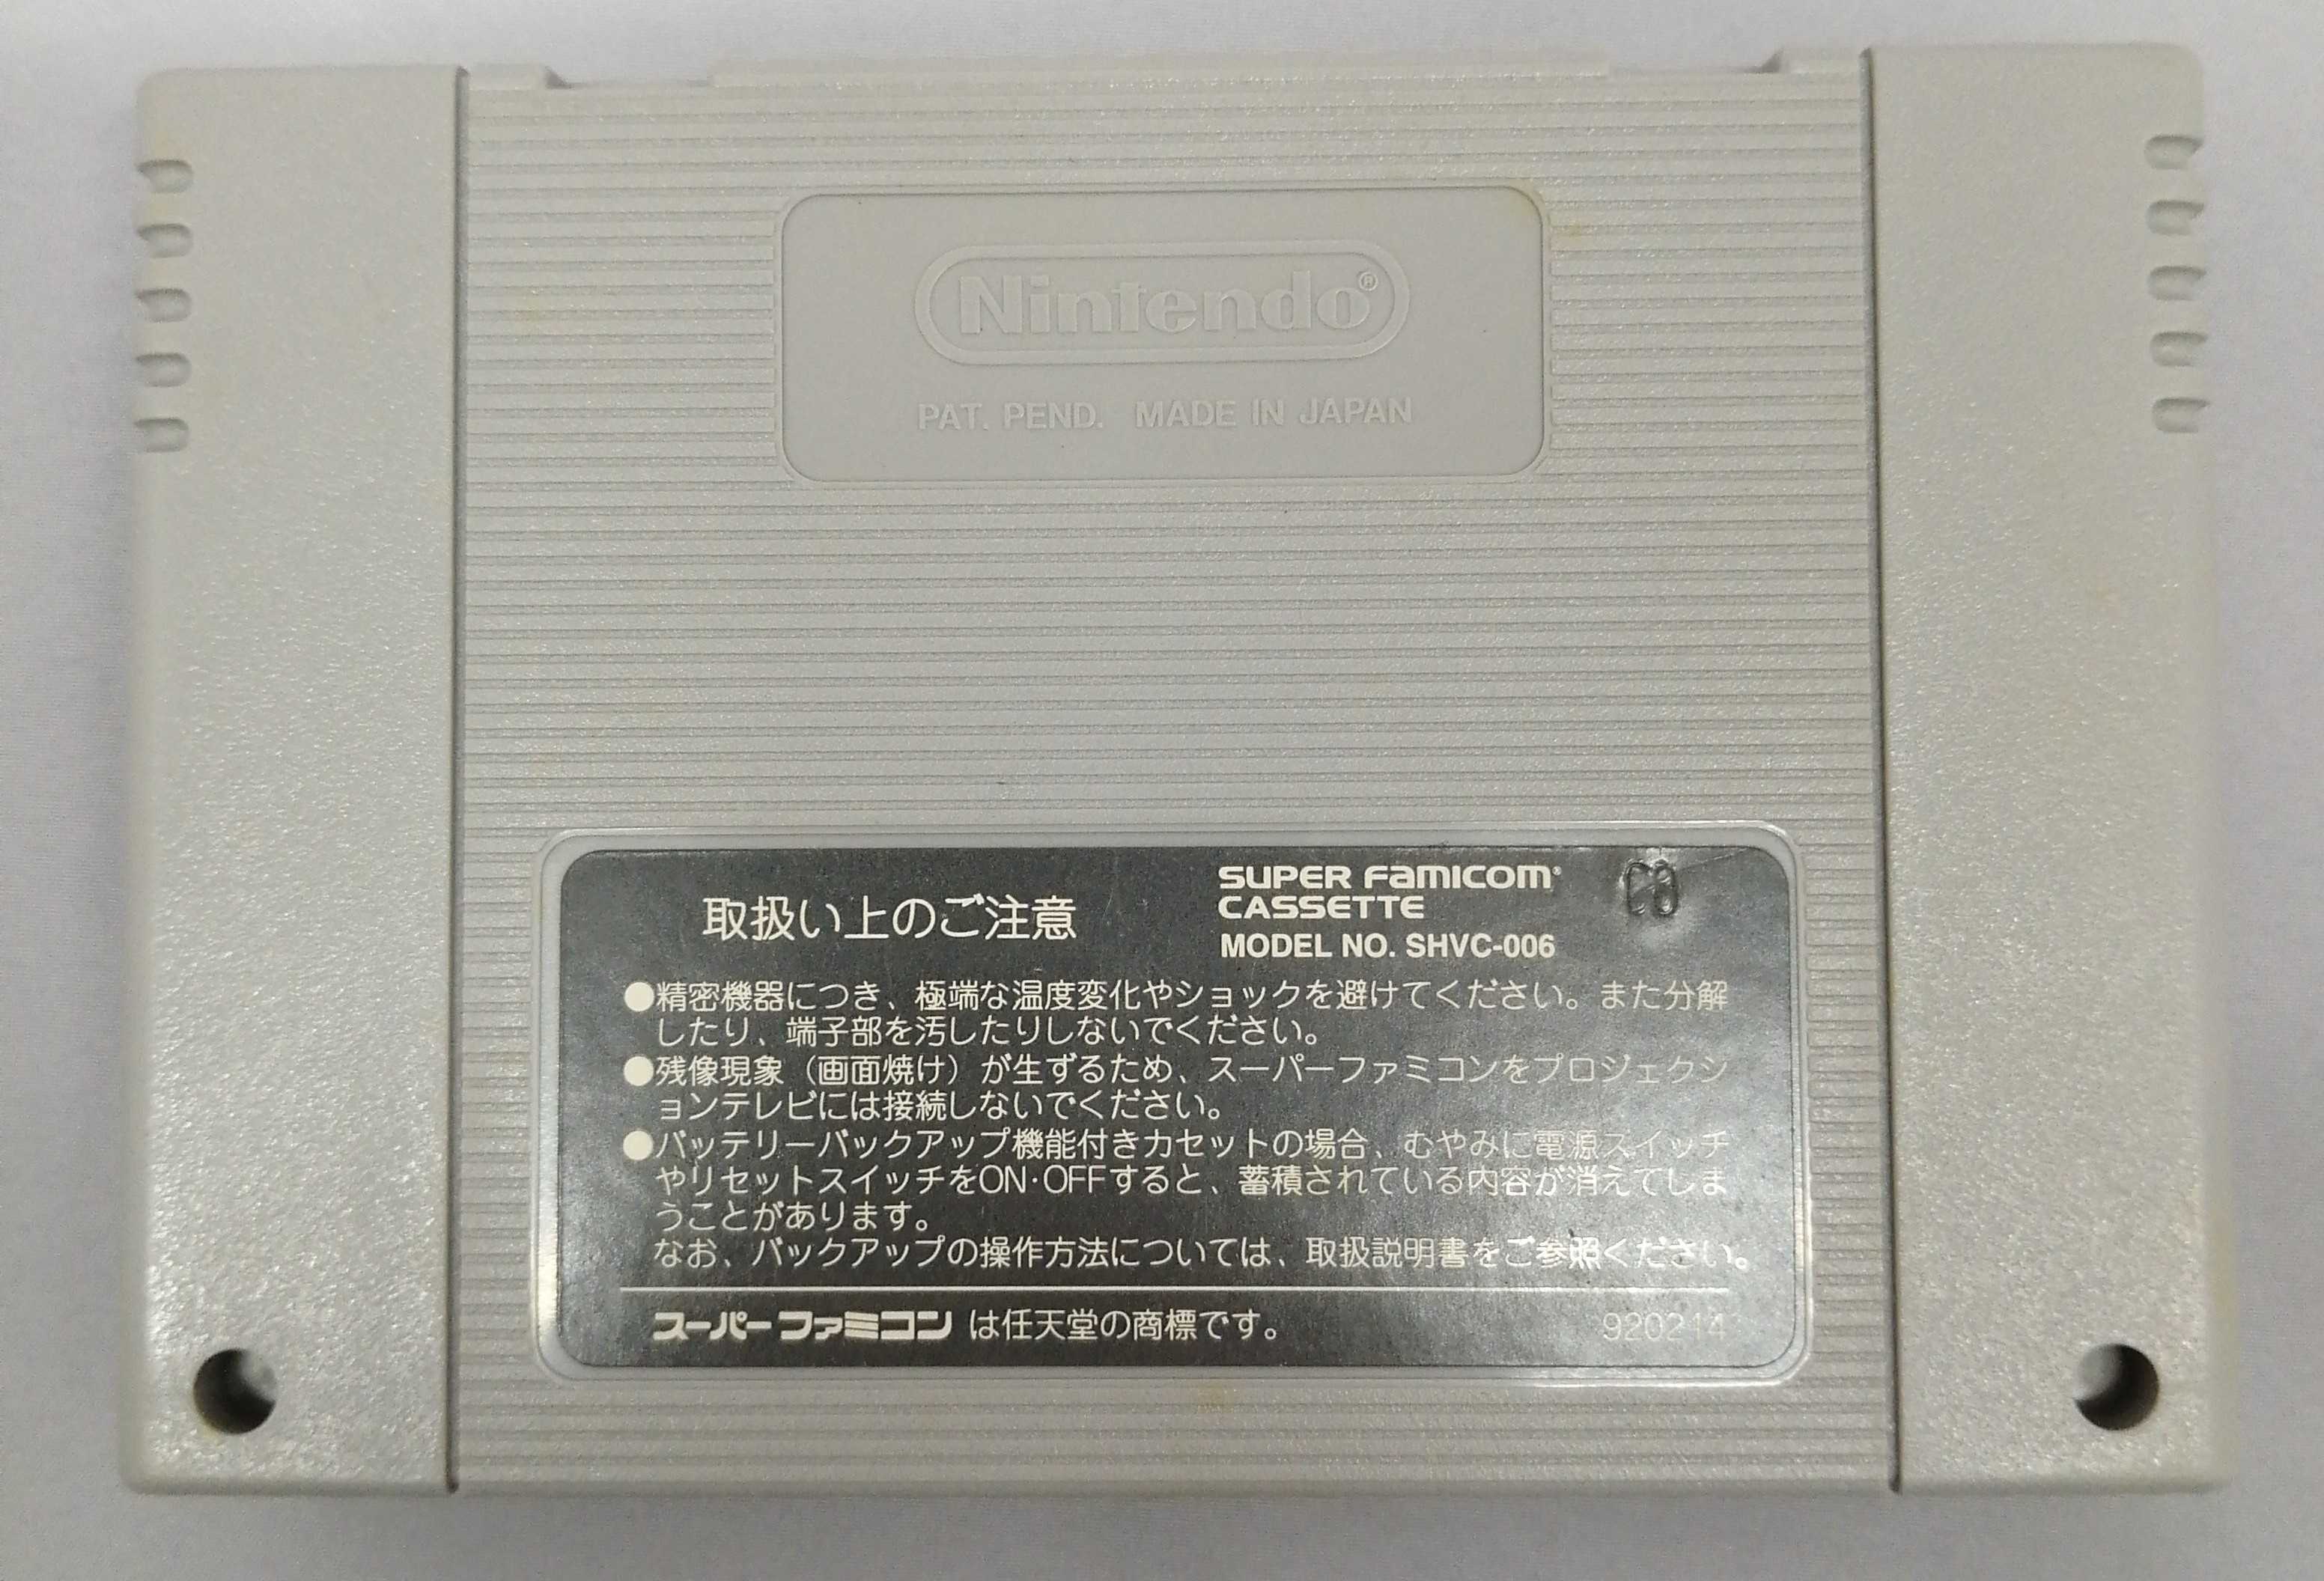 Nintendo®
PAT. PEND. MADE IN JAPAN
取扱い上のご注意
SUPER FAMICOM
CASSETTE
MODEL NO. SHVC-006
●精密機器につき、極端な温度変化やショックを避けてください。また分解
したり、端子部を汚したりしないでください。
●残像現象（画面焼け）が生ずるため、スーパーファミコンをプロジェクシ
ョンテレビには接続しないでください。
●バッテリーバックアップ機能付きカセットの場合、むやみに電源スイッチ
やリセットスイッチをON・OFFすると、蓄積されている内容が消えてしま
うことがあります。
なお、バックアップの操作方法については、取扱説明書をご参照ください。
スーパーファミコン は任天堂の商標です。
920214